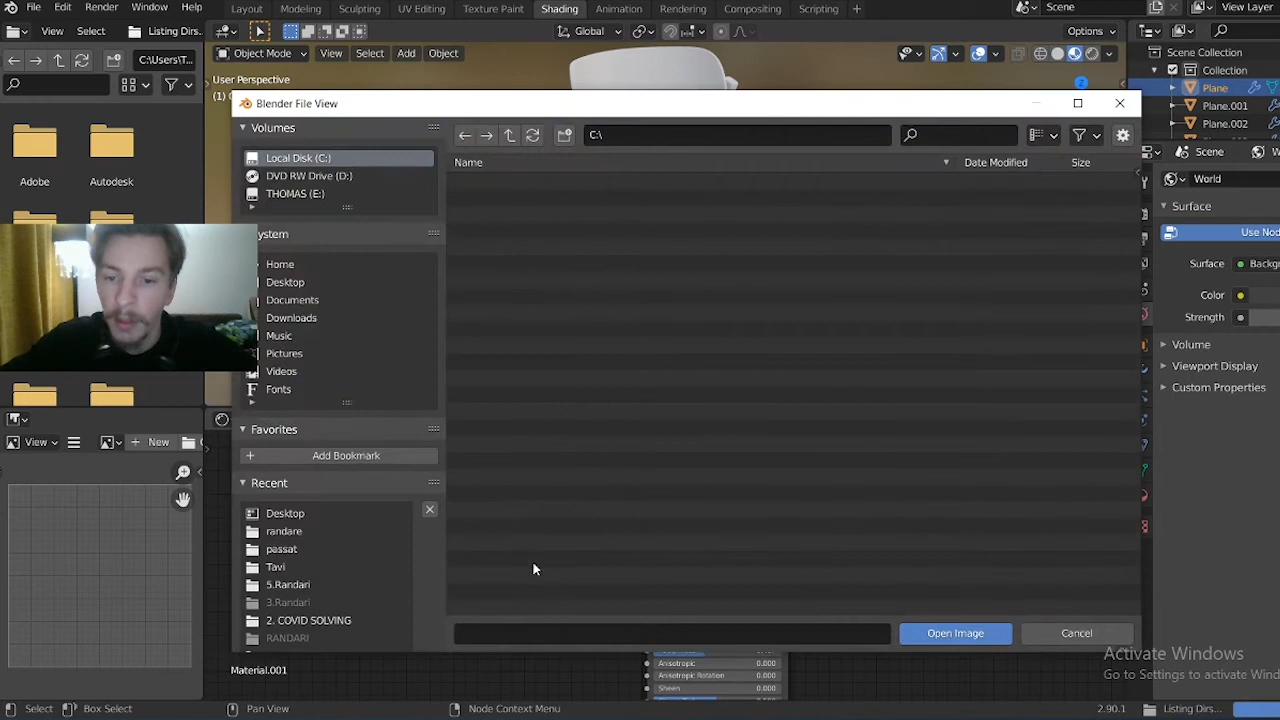 File Edit Render Window Help Layout Modeling Sculpting UV Editing Texture Paint Shading Animation Rendering Compositing Scripting + Scene View Layer
View Select Listing Dirs.. Global Options
C:\Users\T... Object Mode View Select Add Object Scene Collection
User Perspective Collection
(1) Plane
Plane.001
Plane.002
Adobe Autodesk
Blender File View
Volumes C:\ Scene
Local Disk (C:) Name Date Modified Size
DVD RW Drive (D:) World
THOMAS (E:) Surface
Use Nod
System Surface Backg
Home Color
Desktop Strength
Documents Volume
Downloads Viewport Display
Music Custom Properties
Pictures
Videos
Fonts
Favorites
View + New
Add Bookmark
Recent
Desktop
randare
passat
Tavi
5.Randari
3.Randari
2. COVID SOLVING
RANDARI
Open Image Cancel
Activate Windows
Go to Settings to activate Wind
Material.001
Anisotropic 0.000
Anisotropic Rotation 0.000
Sheen 0.000
Select Box Select Pan View Node Context Menu 2.90.1 Listing Dirs...